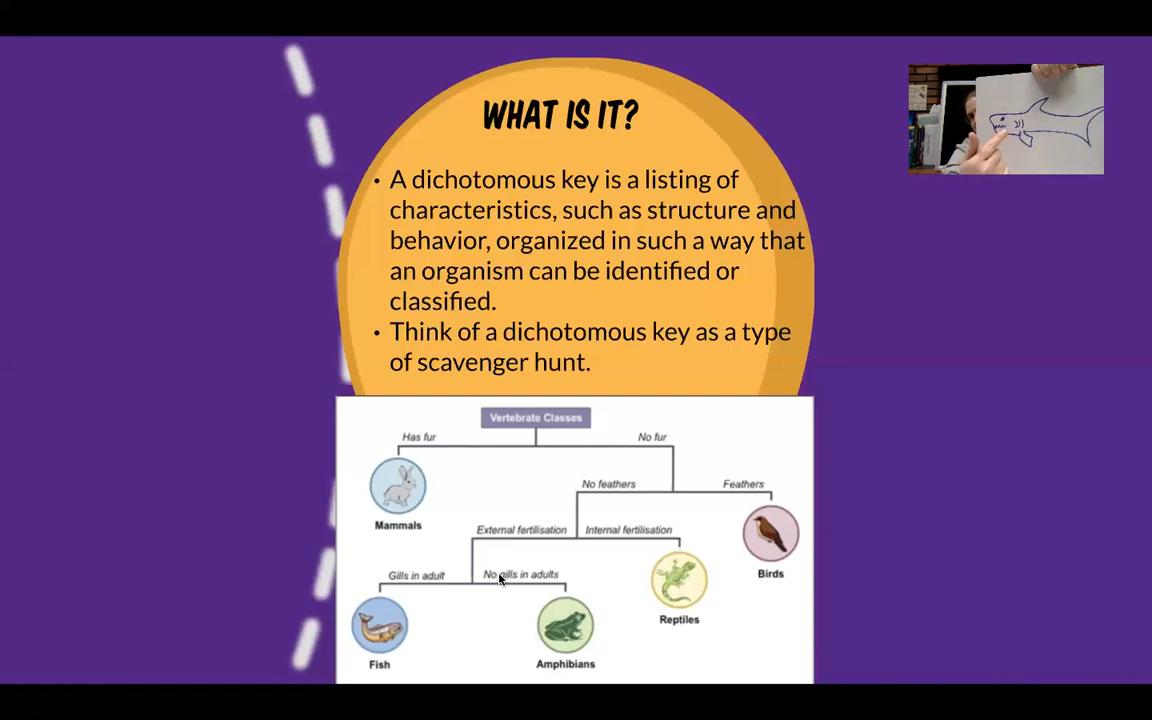 WHAT IS IT?
• A dichotomous key is a listing of
characteristics, such as structure and
behavior, organized in such a way that
an organism can be identified or
classified.
• Think of a dichotomous key as a type
of scavenger hunt.
Vertebrate Classes
Has fur
No fur
No feathers
Feathers
Mammals
External fertilisation
Internal fertilisation
Birds
Gills in adult
No gills in adults
Reptiles
Fish
Amphibians